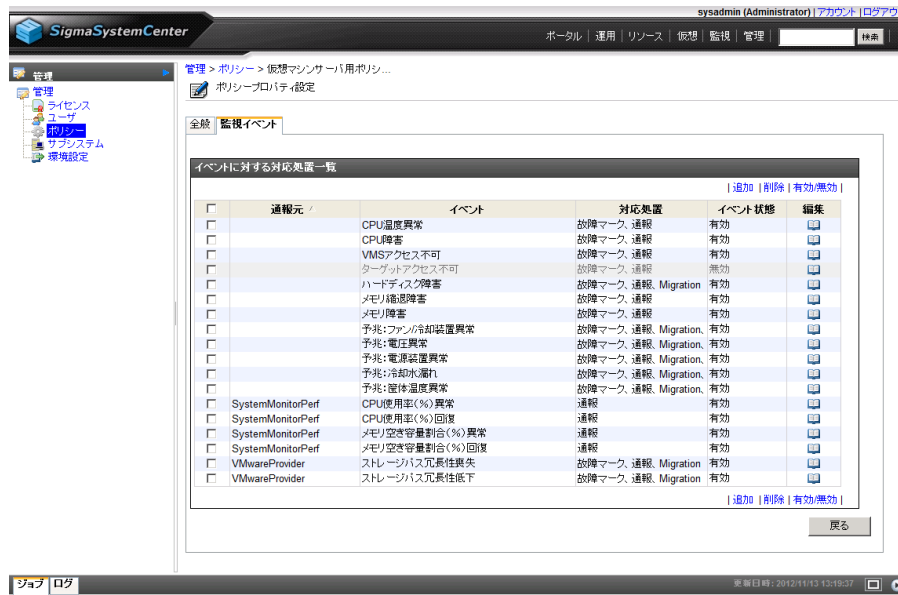 sysadmin (Administrator) | アカウント | ログアウ
SigmaSystemCenter
ポータル | 運用 | リソース | 仮想 | 監視 | 管理 | 検索
管理
管理
ライセンス
ユーザ
ポリシー
サブシステム
環境設定
管理 > ポリシー > 仮想マシンサーバ用ポリシ...
ポリシープロパティ設定
全般 監視イベント
イベントに対する対応処置一覧
| 追加 | 削除 | 有効/無効 |
通報元 / イベント 対応処置 イベント状態 編集
CPU温度異常 故障マーク、通報 有効
CPU障害 故障マーク、通報 有効
VMSアクセス不可 故障マーク、通報 有効
ターゲットアクセス不可 故障マーク、通報 無効
ハードディスク障害 故障マーク、通報、Migration 有効
メモリ縮退障害 故障マーク、通報 有効
メモリ障害 故障マーク、通報 有効
予兆:ファン/冷却装置異常 故障マーク、通報、Migration、 有効
予兆:電圧異常 故障マーク、通報、Migration、 有効
予兆:電源装置異常 故障マーク、通報、Migration、 有効
予兆:冷却水漏れ 故障マーク、通報、Migration、 有効
予兆:筐体温度異常 故障マーク、通報、Migration、 有効
SystemMonitorPerf CPU使用率(%)異常 通報 有効
SystemMonitorPerf CPU使用率(%)回復 通報 有効
SystemMonitorPerf メモリ空き容量割合(%)異常 通報 有効
SystemMonitorPerf メモリ空き容量割合(%)回復 通報 有効
VMwareProvider ストレージパス冗長性喪失 故障マーク、通報、Migration 有効
VMwareProvider ストレージパス冗長性低下 故障マーク、通報、Migration 有効
| 追加 | 削除 | 有効/無効 |
戻る
ジョブ ログ
更新日時 : 2012/11/13 13:19:37